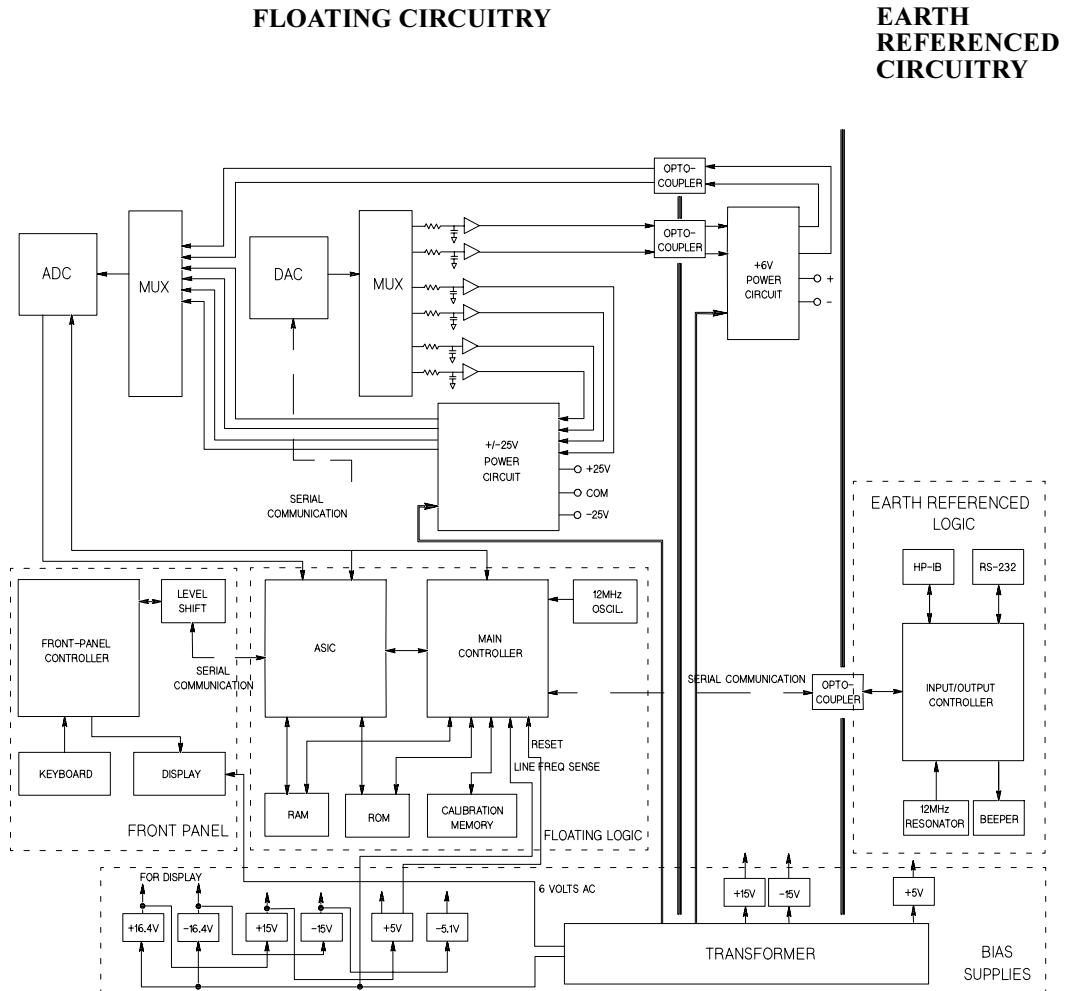 FLOATING CIRCUITRY
EARTH
REFERENCED
CIRCUITRY
OPTO-
COUPLER
OPTO-
COUPLER
ADC
MUX
DAC
MUX
+6V
POWER
CIRCUIT
+
-
+/-25V
POWER
CIRCUIT
+25V
COM
-25V
SERIAL
COMMUNICATION
EARTH REFERENCED
LOGIC
HP-IB
RS-232
LEVEL
SHIFT
12MHz
OSCIL.
FRONT-PANEL
CONTROLLER
ASIC
MAIN
CONTROLLER
SERIAL
COMMUNICATION
SERIAL COMMUNICATION
OPTO-
COUPLER
INPUT/OUTPUT
CONTROLLER
RESET
LINE FREQ SENSE
KEYBOARD
DISPLAY
RAM
ROM
CALIBRATION
MEMORY
12MHz
RESONATOR
BEEPER
FRONT PANEL
FLOATING LOGIC
FOR DISPLAY
6 VOLTS AC
+15V
-15V
+5V
+16.4V
-16.4V
+15V
-15V
+5V
-5.1V
TRANSFORMER
BIAS
SUPPLIES